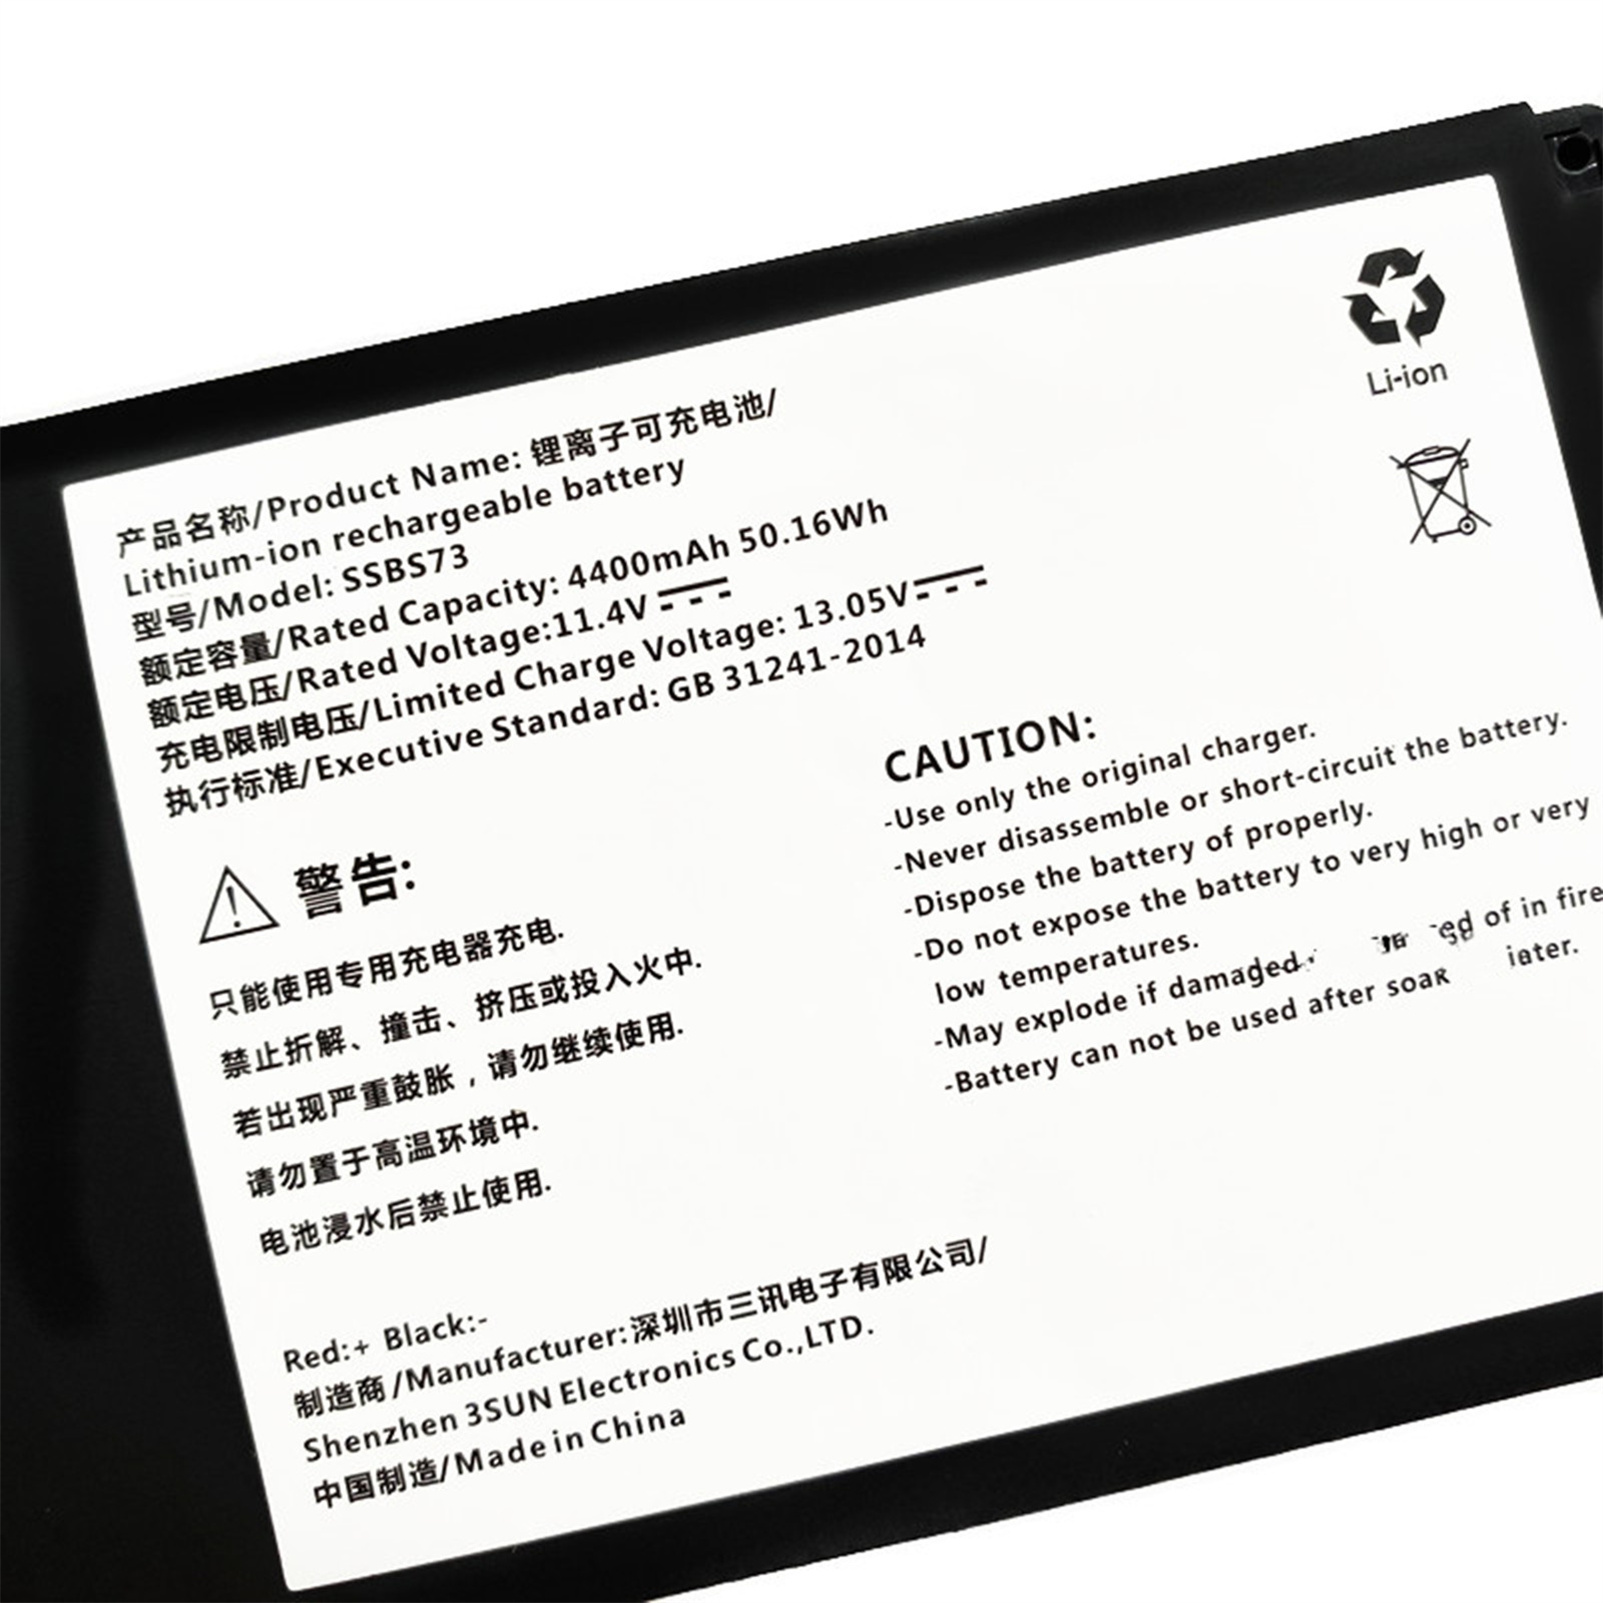 产品名称/Product Name: 锂离子可充电池/
Lithium-ion rechargeable battery
型号/Model: SSBS73
额定容量/Rated Capacity: 4400mAh 50.16Wh
额定电压/Rated Voltage:11.4V
充电限制电压/Limited Charge Voltage: 13.05V
执行标准/Executive Standard: GB 31241-2014
Li-ion
警告:
只能使用专用充电器充电.
禁止折解、撞击、挤压或投入火中.
若出现严重鼓胀，请勿继续使用.
请勿置于高温环境中.
电池浸水后禁止使用.
CAUTION:
-Use only the original charger.
-Never disassemble or short-circuit the battery.
-Dispose the battery of properly.
-Do not expose the battery to very high or very
low temperatures.
-May explode if damaged of in fire
-Battery can not be used after
Red:+ Black:-
制造商/Manufacturer:深圳市三讯电子有限公司/
Shenzhen 3SUN Electronics Co.,LTD.
中国制造/Made in China